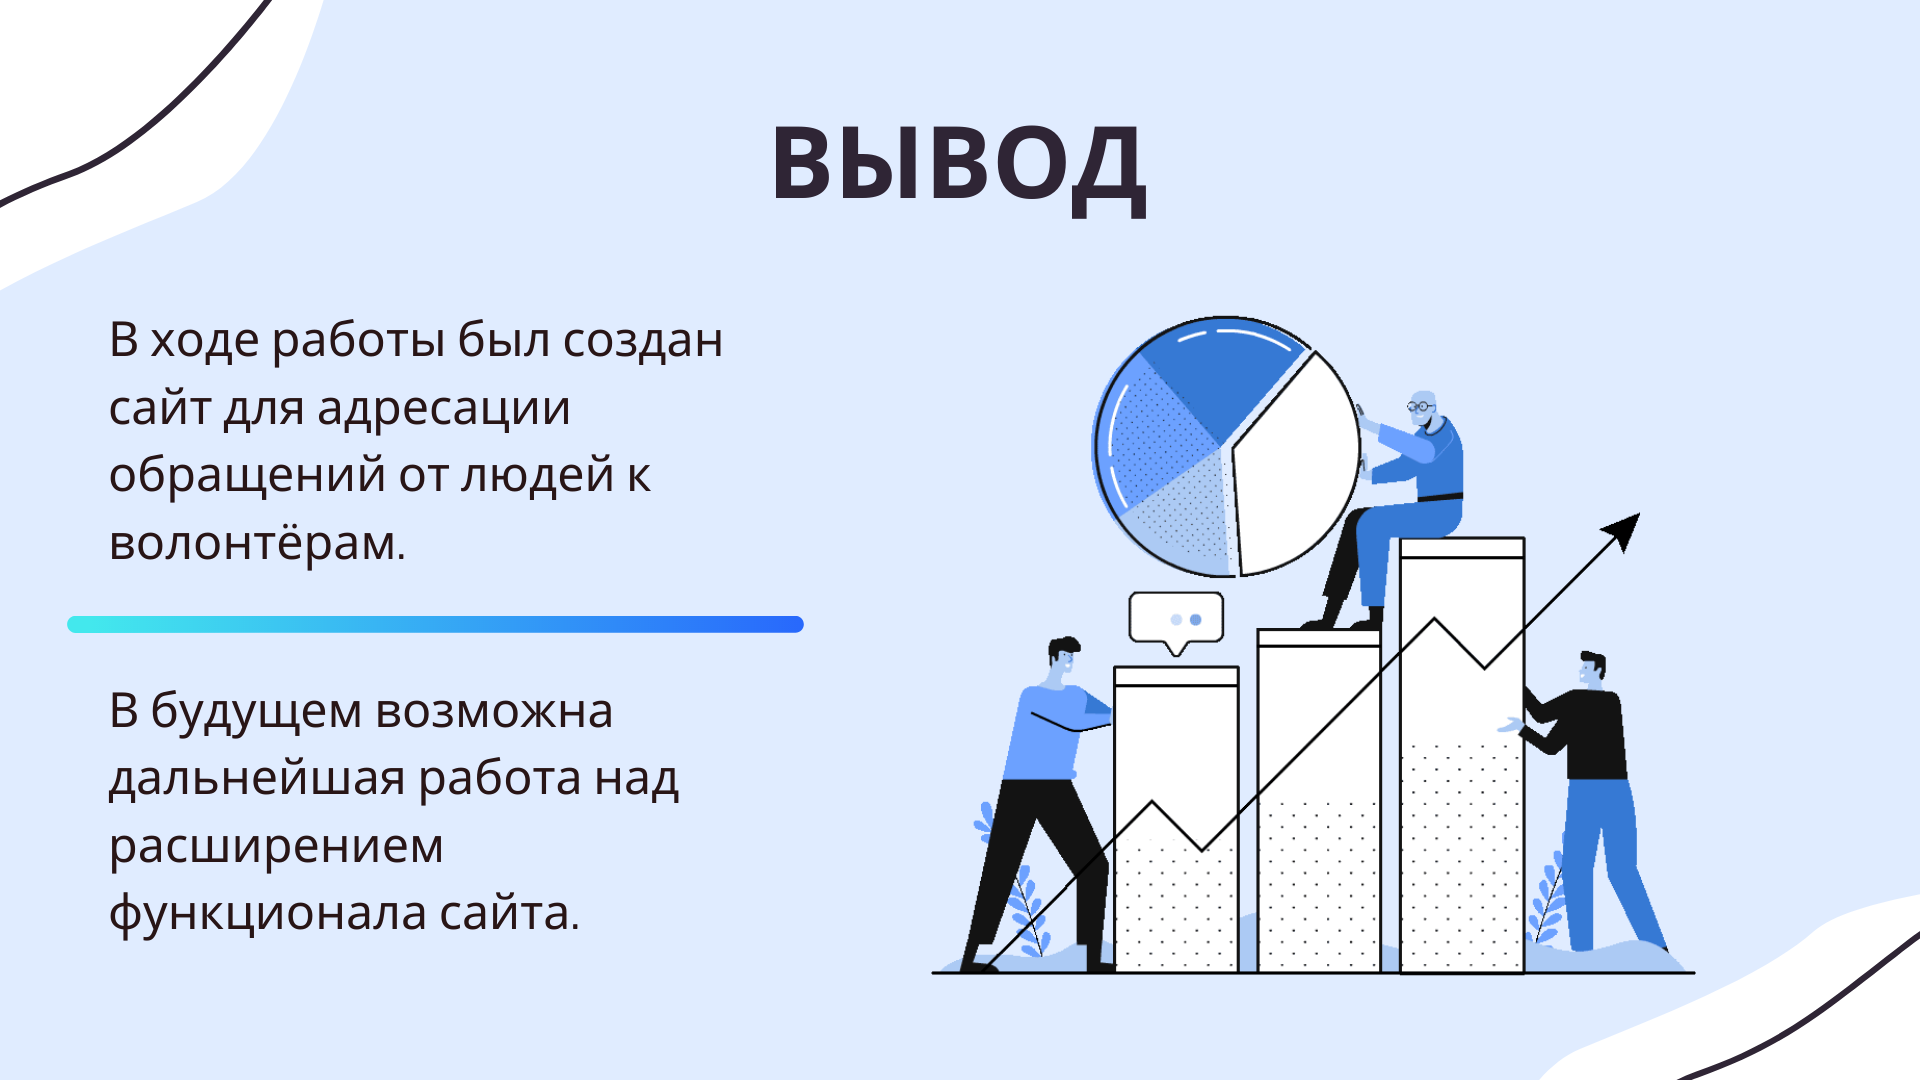 ВЫВОД
В ходе работы был создан
сайт для адресации
обращений от людей к
волонтёрам.
В будущем возможна
дальнейшая работа над
расширением
функционала сайта.